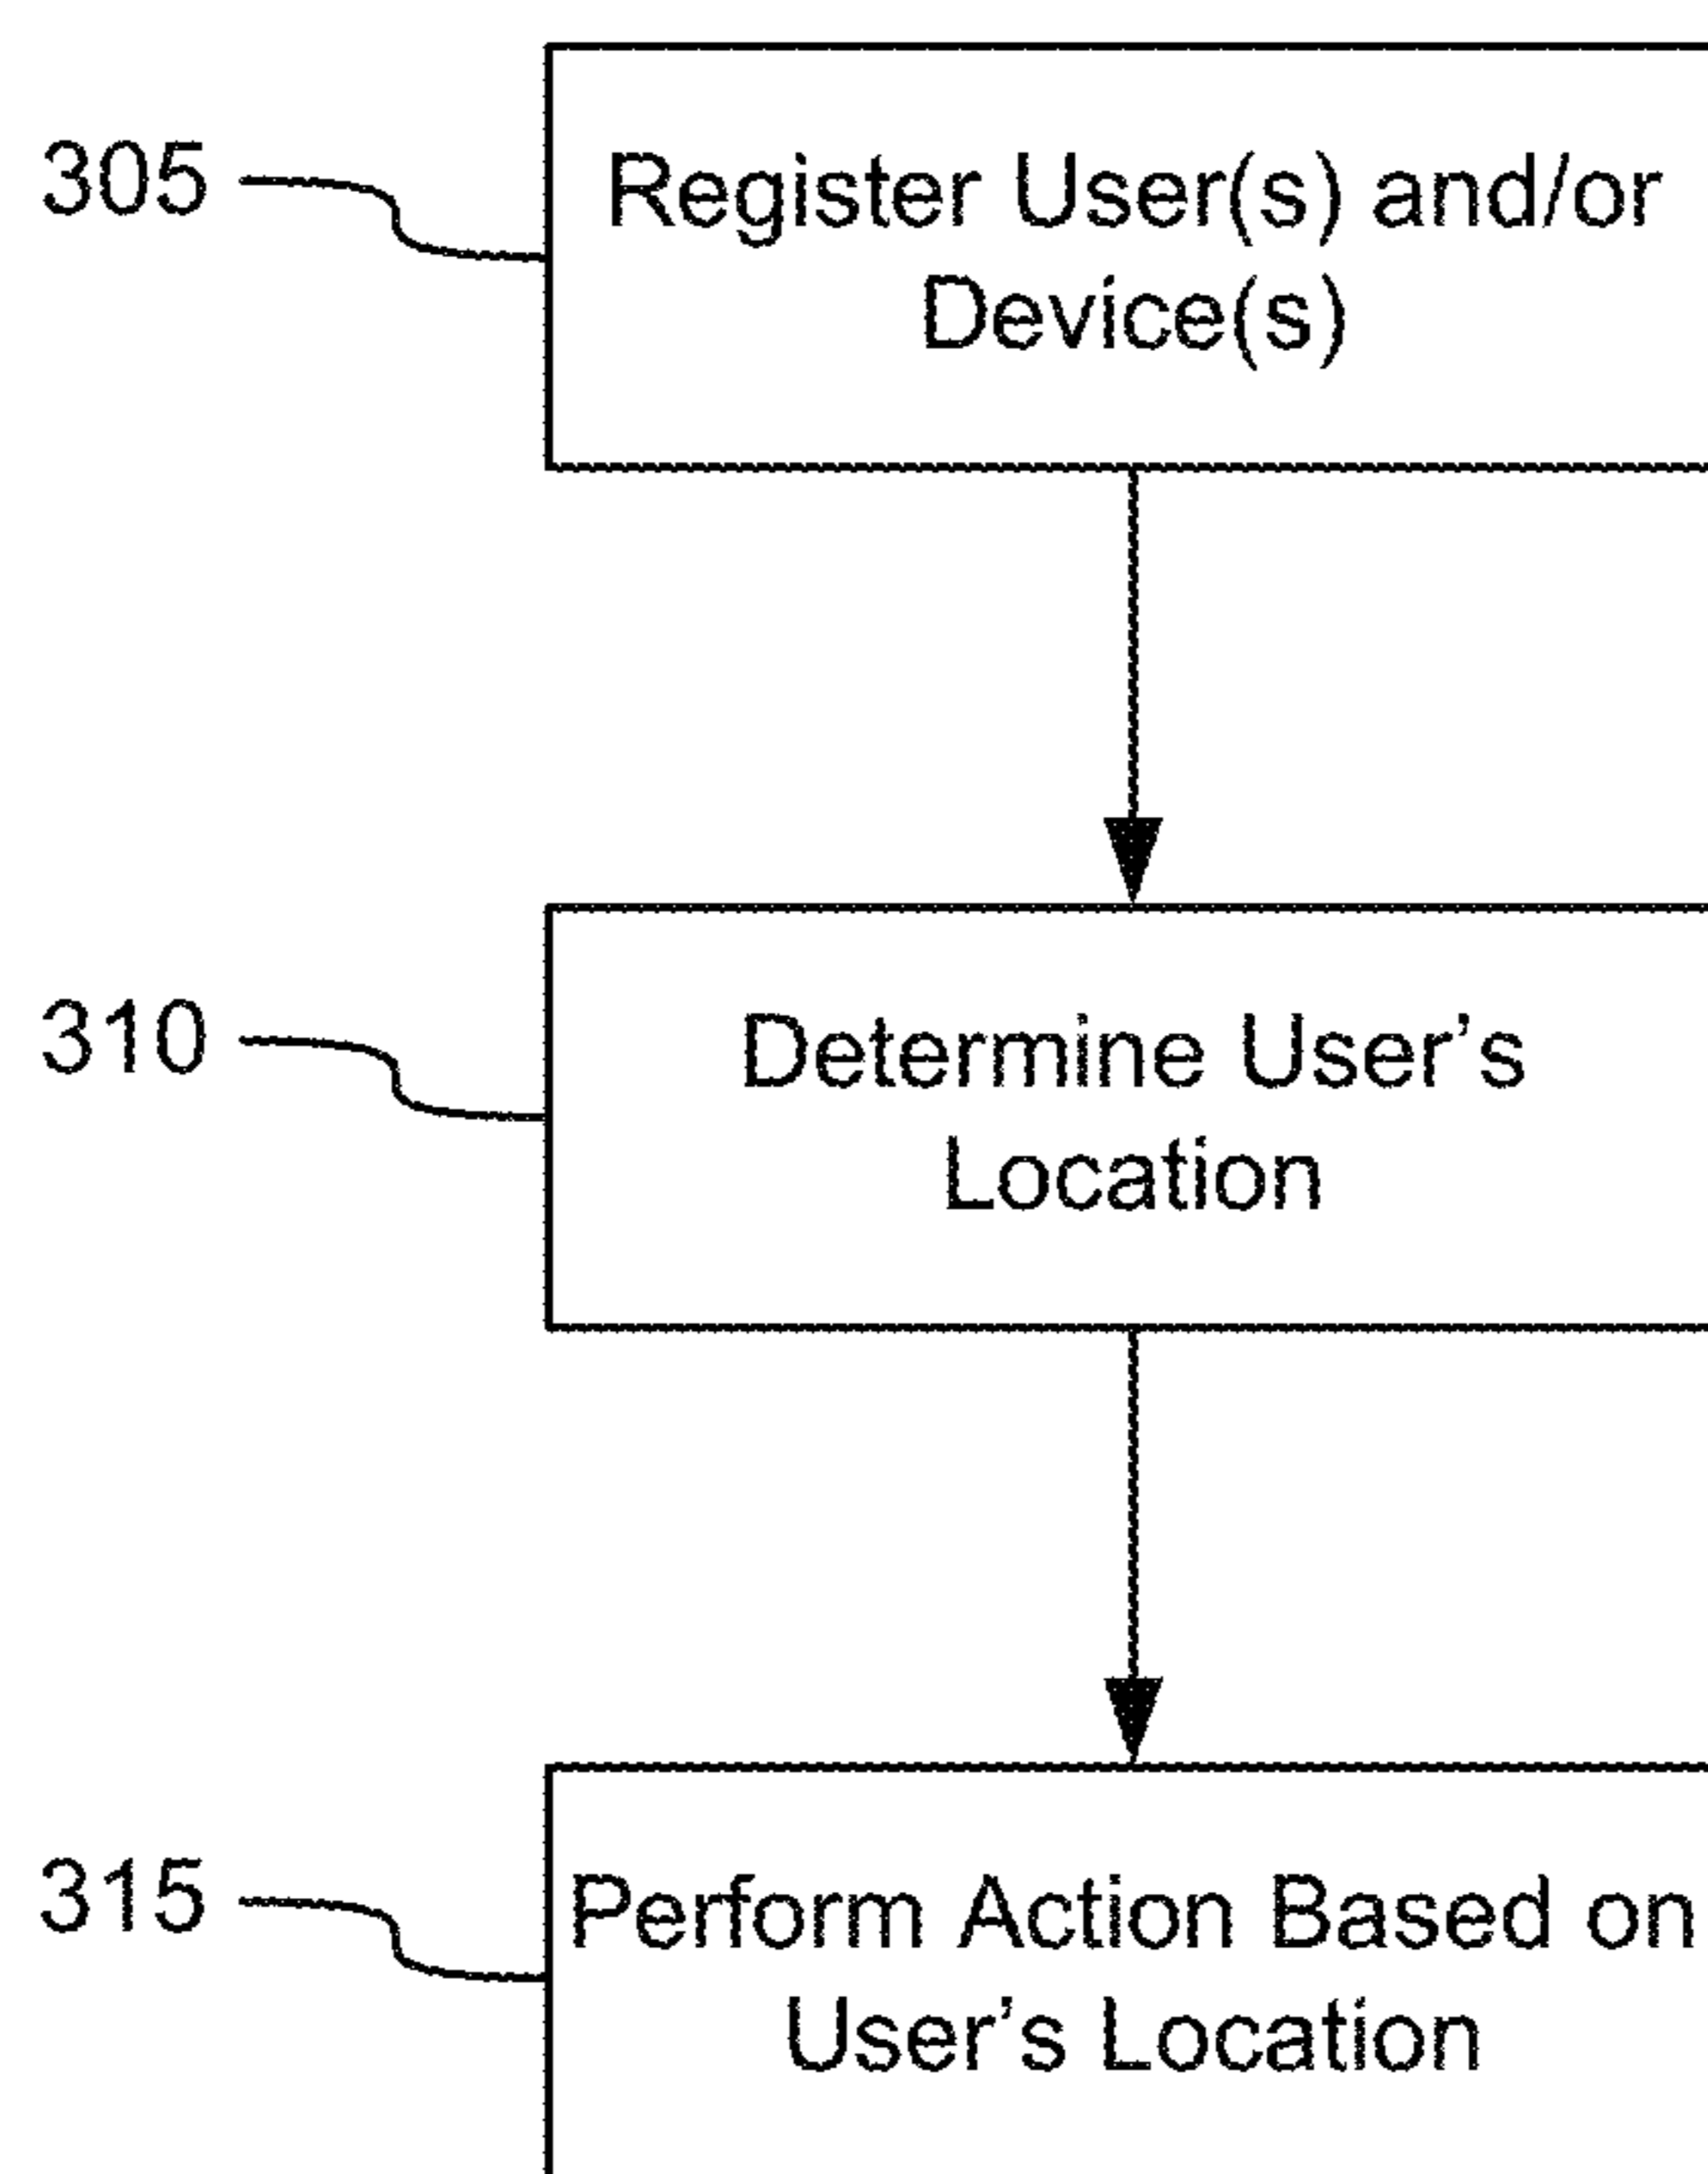 305
Register User(s) and/or
Device(s)
310
Determine User’s
Location
315
Perform Action Based on
User’s Location